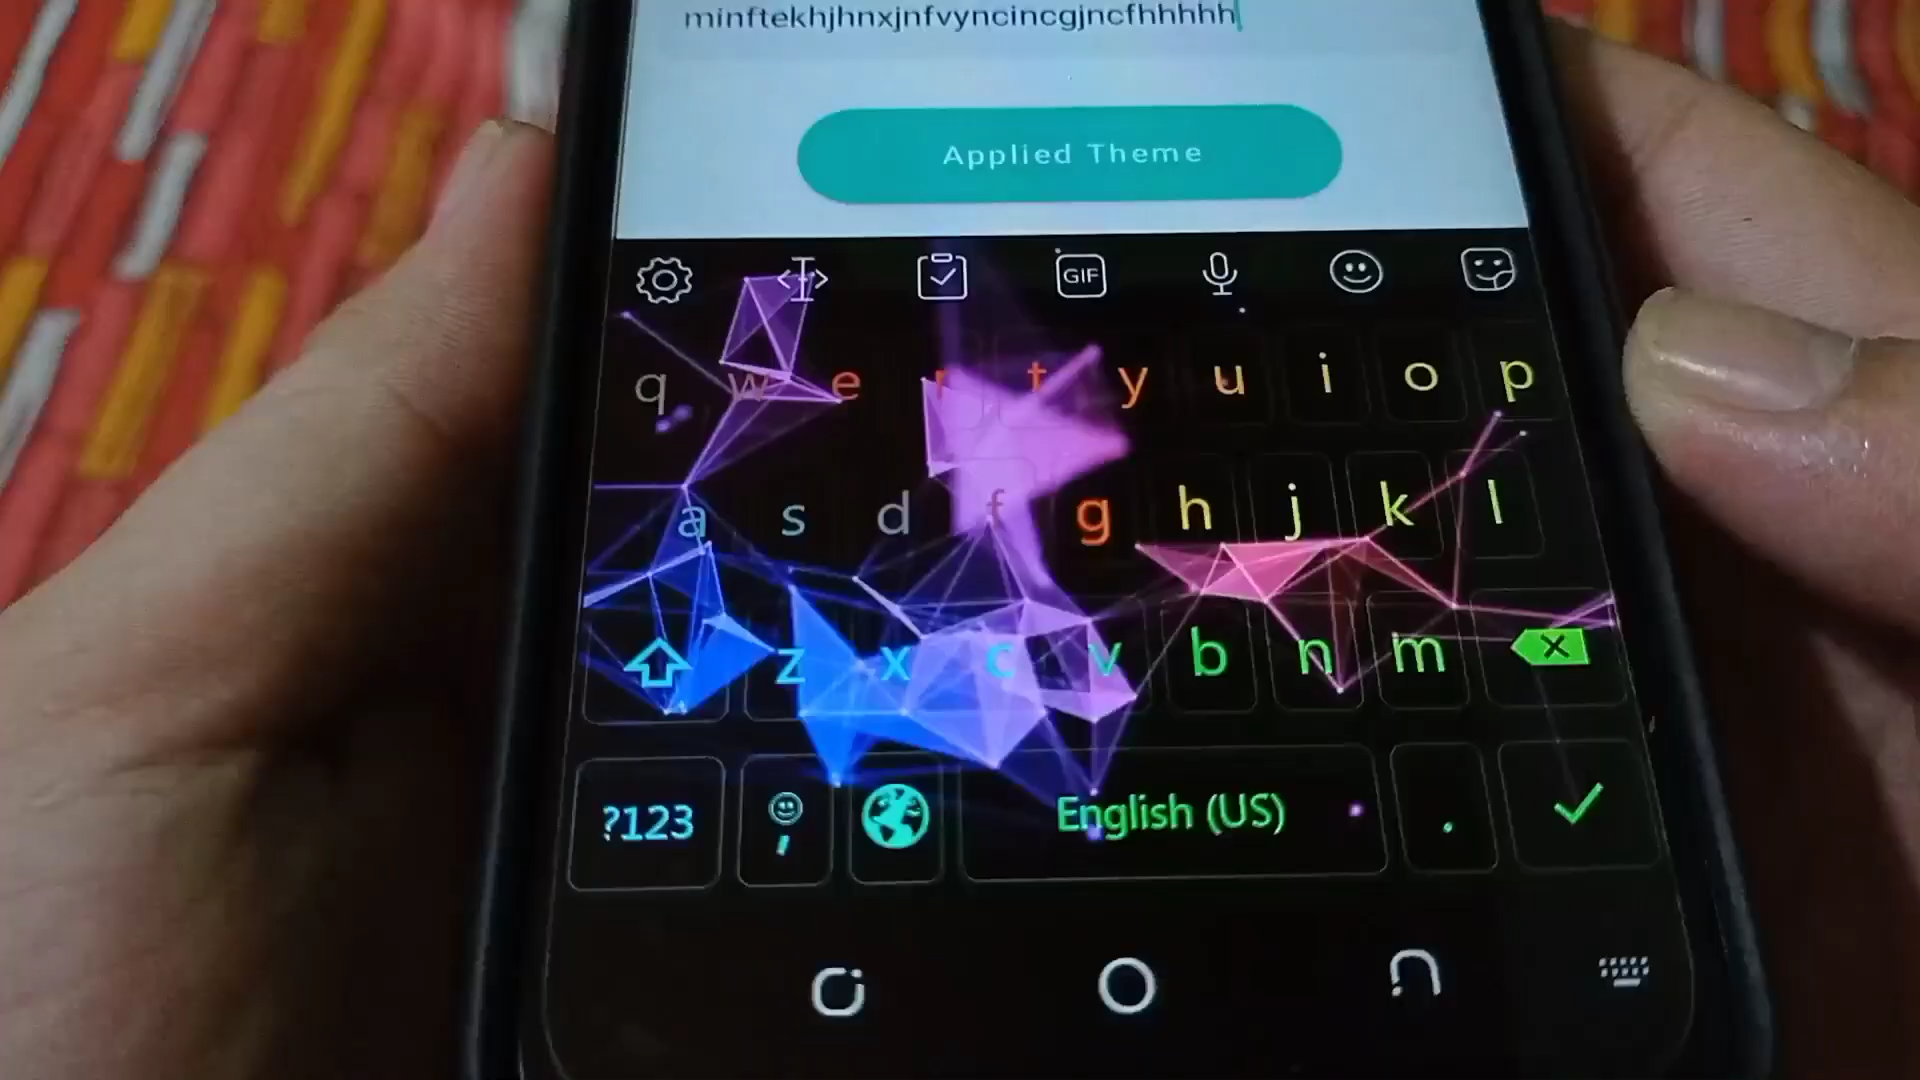 minftekhjhnxjnfvyncincgjncfhhhhh
Applied Theme
GIF
q w e r t y u i o p
a s d f g h j k l
z x c v b n m
?123 , English (US) .